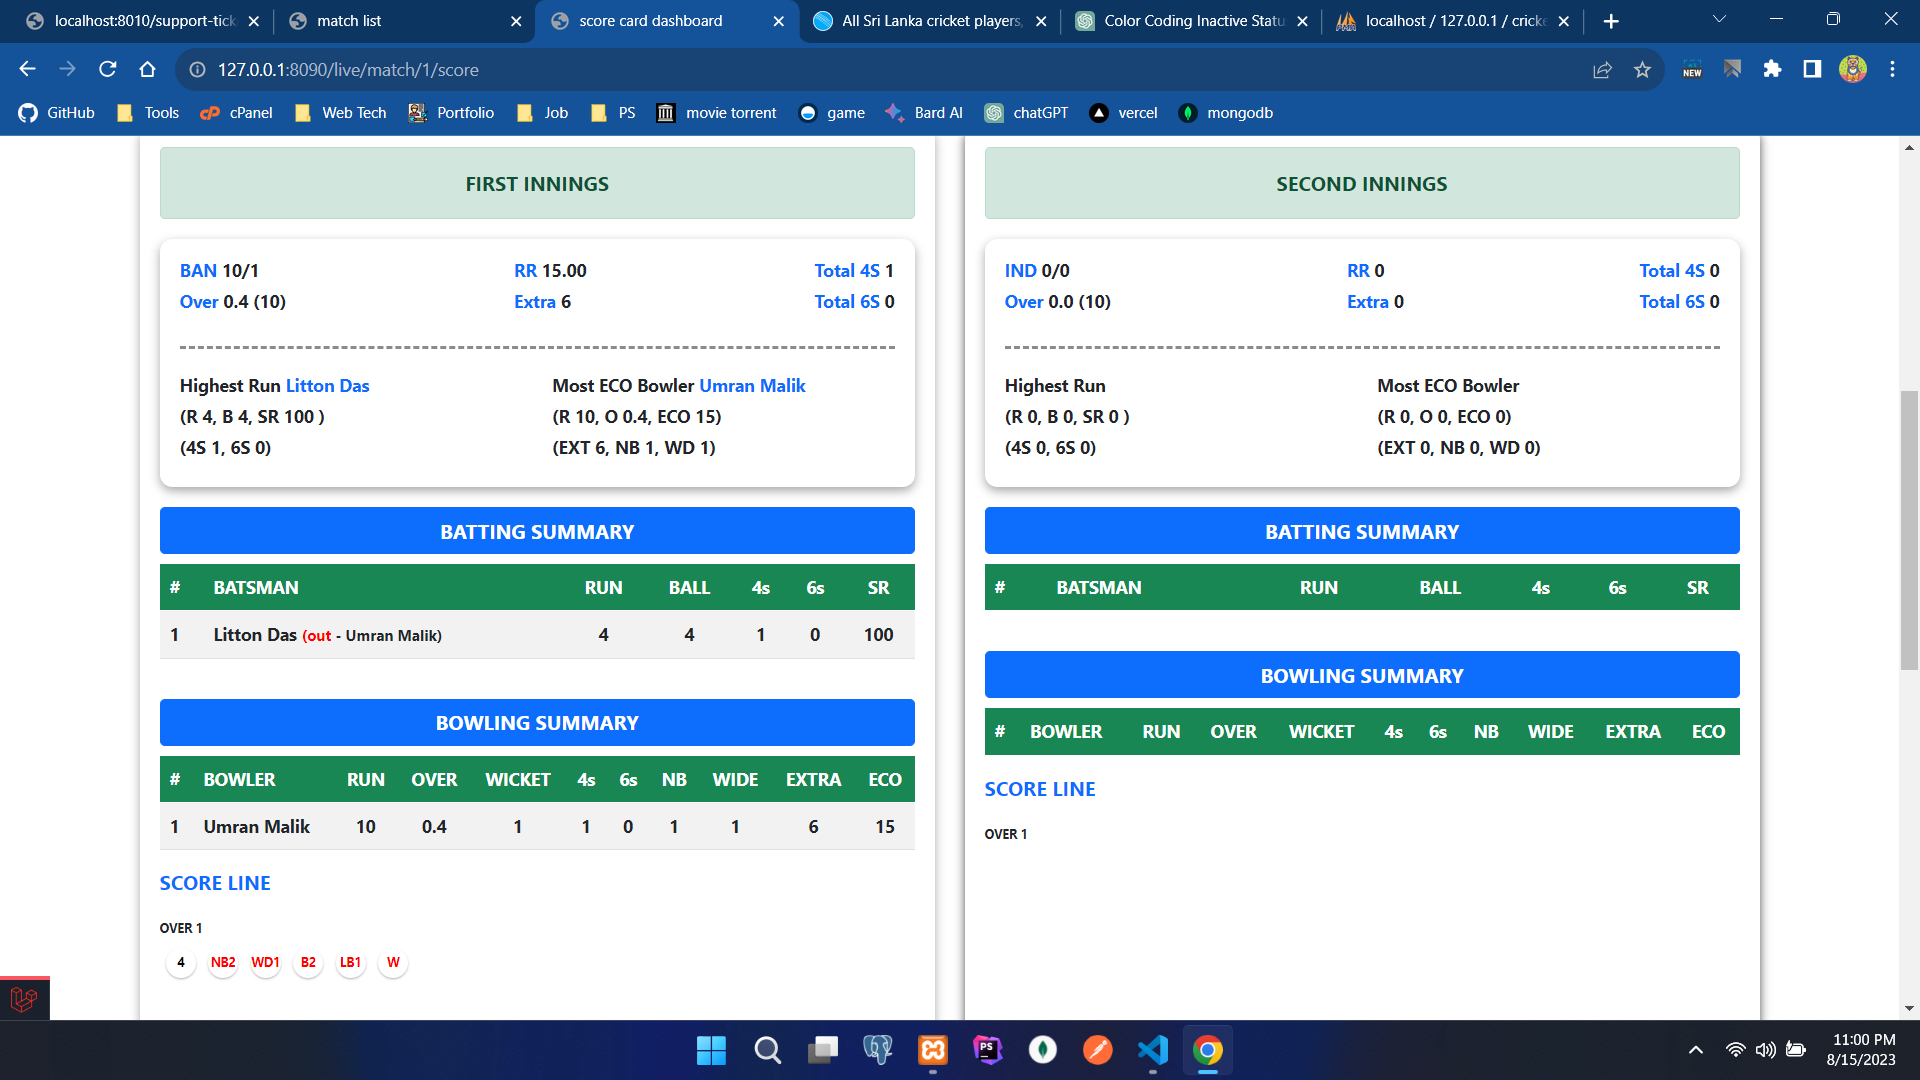 localhost:8010/support-tick
match list
score card dashboard
All Sri Lanka cricket players,
Color Coding Inactive Statu
localhost / 127.0.0.1 / cricke
127.0.0.1:8090/live/match/1/score
NEW
GitHub
Tools
cPanel
Web Tech
Portfolio
Job
PS
movie torrent
game
Bard AI
chatGPT
vercel
mongodb
FIRST INNINGS
BAN 10/1 RR 15.00 Total 4S 1
Over 0.4 (10) Extra 6 Total 6S 0
Highest Run Litton Das Most ECO Bowler Umran Malik
(R 4, B 4, SR 100 ) (R 10, O 0.4, ECO 15)
(4S 1, 6S 0) (EXT 6, NB 1, WD 1)
BATTING SUMMARY
# BATSMAN RUN BALL 4s 6s SR
1 Litton Das (out - Umran Malik) 4 4 1 0 100
BOWLING SUMMARY
# BOWLER RUN OVER WICKET 4s 6s NB WIDE EXTRA ECO
1 Umran Malik 10 0.4 1 1 0 1 1 6 15
SCORE LINE
OVER 1
4 NB2 WD1 B2 LB1 W
SECOND INNINGS
IND 0/0 RR 0 Total 4S 0
Over 0.0 (10) Extra 0 Total 6S 0
Highest Run Most ECO Bowler
(R 0, B 0, SR 0 ) (R 0, O 0, ECO 0)
(4S 0, 6S 0) (EXT 0, NB 0, WD 0)
BATTING SUMMARY
# BATSMAN RUN BALL 4s 6s SR
BOWLING SUMMARY
# BOWLER RUN OVER WICKET 4s 6s NB WIDE EXTRA ECO
SCORE LINE
OVER 1
PS
11:00 PM
8/15/2023